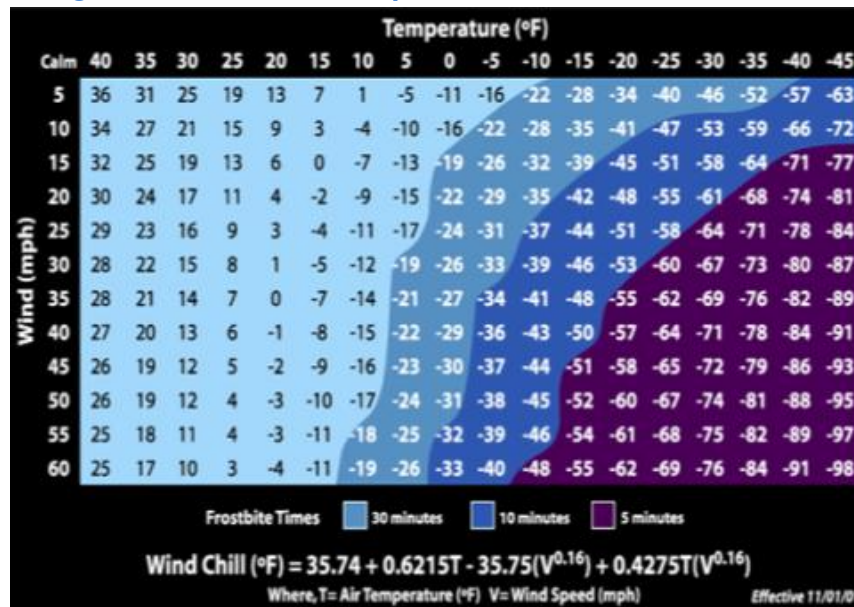 Temperature (ºF)
Calm 40 35 30 25 20 15 10 5 0 -5 -10 -15 -20 -25 -30 -35 -40 -45
5 36 31 25 19 13 7 1 -5 -11 -16 -22 -28 -34 -40 -46 -52 -57 -63
10 34 27 21 15 9 3 -4 -10 -16 -22 -28 -35 -41 -47 -53 -59 -66 -72
15 32 25 19 13 6 0 -7 -13 -19 -26 -32 -39 -45 -51 -58 -64 -71 -77
20 30 24 17 11 4 -2 -9 -15 -22 -29 -35 -42 -48 -55 -61 -68 -74 -81
25 29 23 16 9 3 -4 -11 -17 -24 -31 -37 -44 -51 -58 -64 -71 -78 -84
30 28 22 15 8 1 -5 -12 -19 -26 -33 -39 -46 -53 -60 -67 -73 -80 -87
35 28 21 14 7 0 -7 -14 -21 -27 -34 -41 -48 -55 -62 -69 -76 -82 -89
40 27 20 13 6 -1 -8 -15 -22 -29 -36 -43 -50 -57 -64 -71 -78 -84 -91
45 26 19 12 5 -2 -9 -16 -23 -30 -37 -44 -51 -58 -65 -72 -79 -86 -93
50 26 19 12 4 -3 -10 -17 -24 -31 -38 -45 -52 -60 -67 -74 -81 -88 -95
55 25 18 11 4 -3 -11 -18 -25 -32 -39 -46 -54 -61 -68 -75 -82 -89 -97
60 25 17 10 3 -4 -11 -19 -26 -33 -40 -48 -55 -62 -69 -76 -84 -91 -98
Wind (mph)
Frostbite Times 30 minutes 10 minutes 5 minutes
Wind Chill (ºF) = 35.74 + 0.6215T - 35.75(V^0.16) + 0.4275T(V^0.16)
Where, T= Air Temperature (ºF) V= Wind Speed (mph) Effective 11/01/0